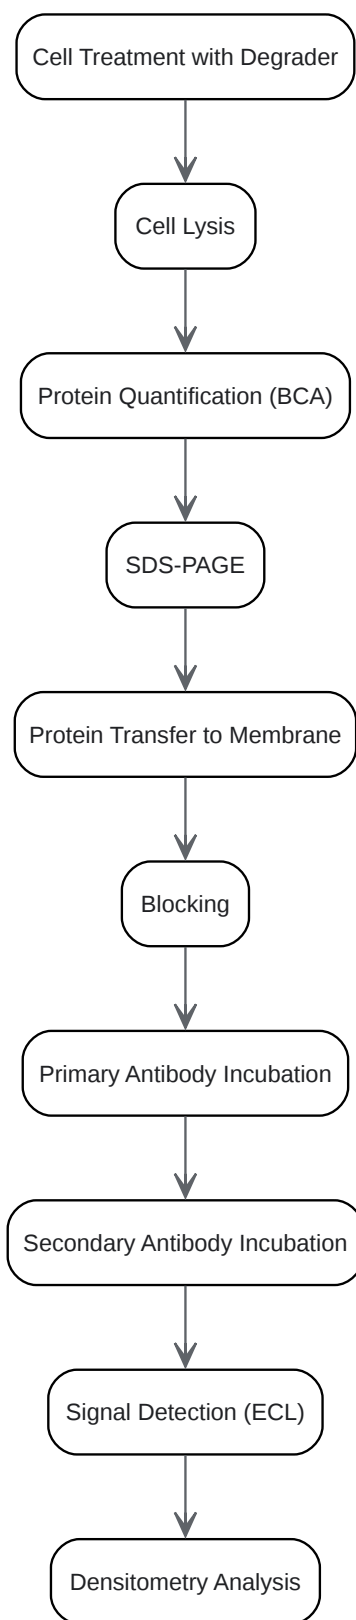 Cell Treatment with Degrader
Cell Lysis
Protein Quantification (BCA)
SDS-PAGE
Protein Transfer to Membrane
Blocking
Primary Antibody Incubation
Secondary Antibody Incubation
Signal Detection (ECL)
Densitometry Analysis